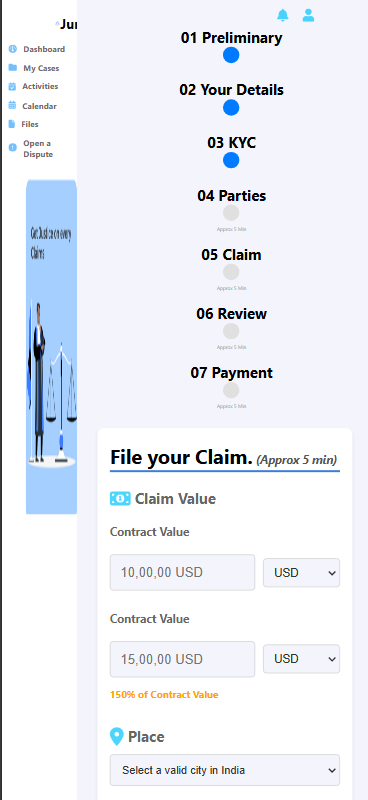 Jur
Dashboard
My Cases
Activities
Calendar
Files
Open a
Dispute
Get Justice on every
Claims
01 Preliminary
02 Your Details
03 KYC
04 Parties
Approx 5 Min
05 Claim
Approx 5 Min
06 Review
Approx 5 Min
07 Payment
Approx 5 Min
File your Claim. (Approx 5 min)
Claim Value
Contract Value
10,00,00 USD
USD
Contract Value
15,00,00 USD
USD
150% of Contract Value
Place
Select a valid city in India